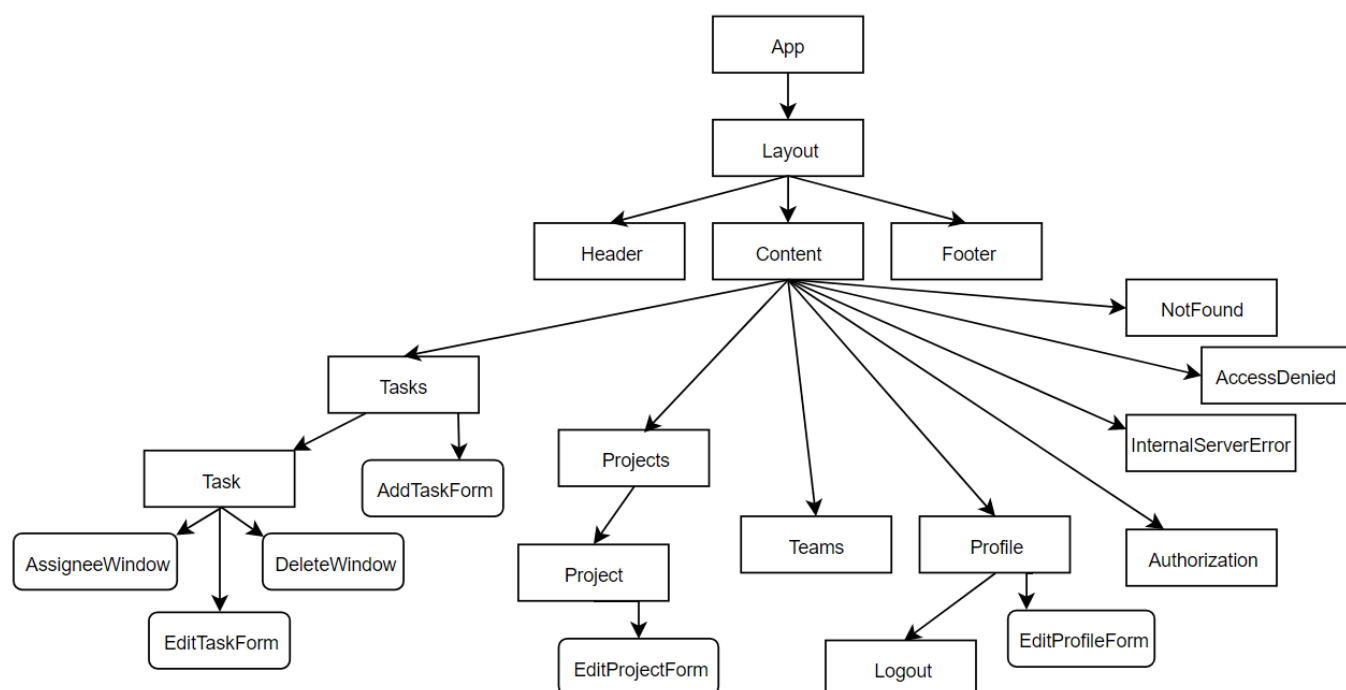 App
Layout
Header
Content
Footer
NotFound
AccessDenied
Tasks
InternalServerError
Projects
Task
AddTaskForm
Teams
Profile
Authorization
AssigneeWindow
DeleteWindow
Project
EditTaskForm
EditProfileForm
EditProjectForm
Logout